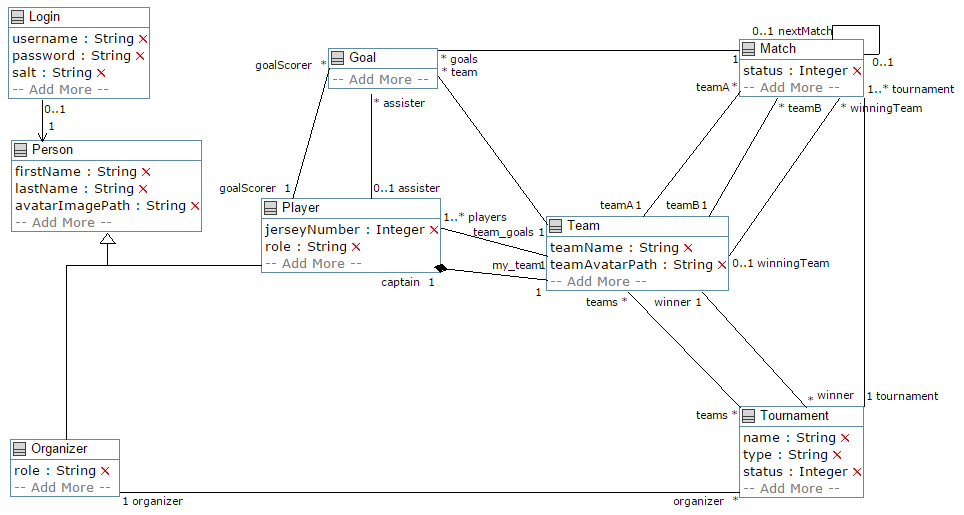 Login
username : String
password : String
salt : String
-- Add More --
0..1
1
Person
firstName : String
lastName : String
avatarImagePath : String
-- Add More --
goalScorer *
Goal
-- Add More --
* goals
* team
* assister
0..1 nextMatch
Match
1
0..1
status : Integer
-- Add More --
teamA *
1..* tournament
* teamB
* winningTeam
goalScorer 1
0..1 assister
Player
jerseyNumber : Integer
role : String
-- Add More --
1..* players
team_goals 1
my_team 1
captain 1
1
teamA 1
teamB 1
Team
teamName : String
teamAvatarPath : String
-- Add More --
0..1 winningTeam
teams *
winner 1
* winner
1 tournament
teams *
Tournament
name : String
type : String
status : Integer
-- Add More --
Organizer
role : String
-- Add More --
1 organizer
organizer *